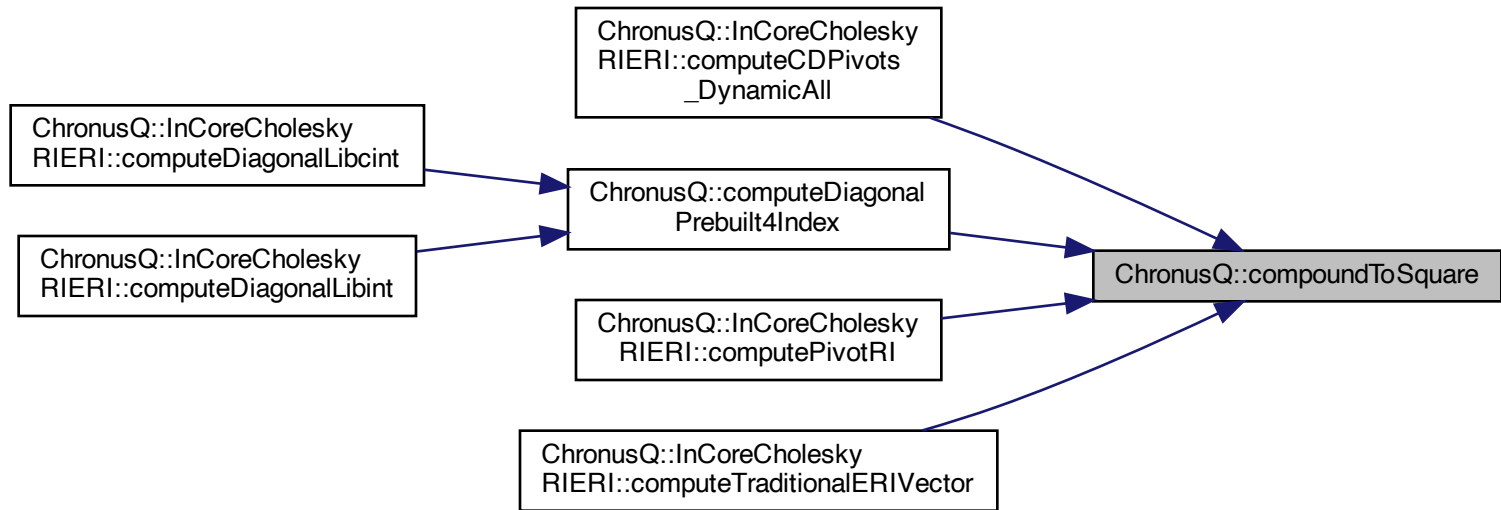 ChronusQ::InCoreCholesky
RIERI::computeCDPivots
_DynamicAll
ChronusQ::InCoreCholesky
RIERI::computeDiagonalLibcint
ChronusQ::computeDiagonal
Prebuilt4Index
ChronusQ::InCoreCholesky
RIERI::computeDiagonalLibint
ChronusQ::compoundToSquare
ChronusQ::InCoreCholesky
RIERI::computePivotRI
ChronusQ::InCoreCholesky
RIERI::computeTraditionalERIVector